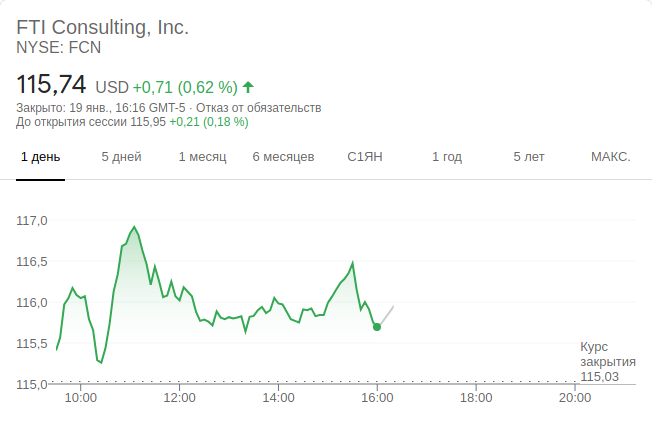 FTI Consulting, Inc.
NYSE: FCN
115,74 USD +0,71 (0,62 %)
Закрыто: 19 янв., 16:16 GMT-5 · Отказ от обязательств
До открытия сессии 115,95 +0,21 (0,18 %)
1 день 5 дней 1 месяц 6 месяцев С1ЯН 1 год 5 лет МАКС.
117,0
116,5
116,0
115,5
115,0
Курс
закрытия
115,03
10:00 12:00 14:00 16:00 18:00 20:00